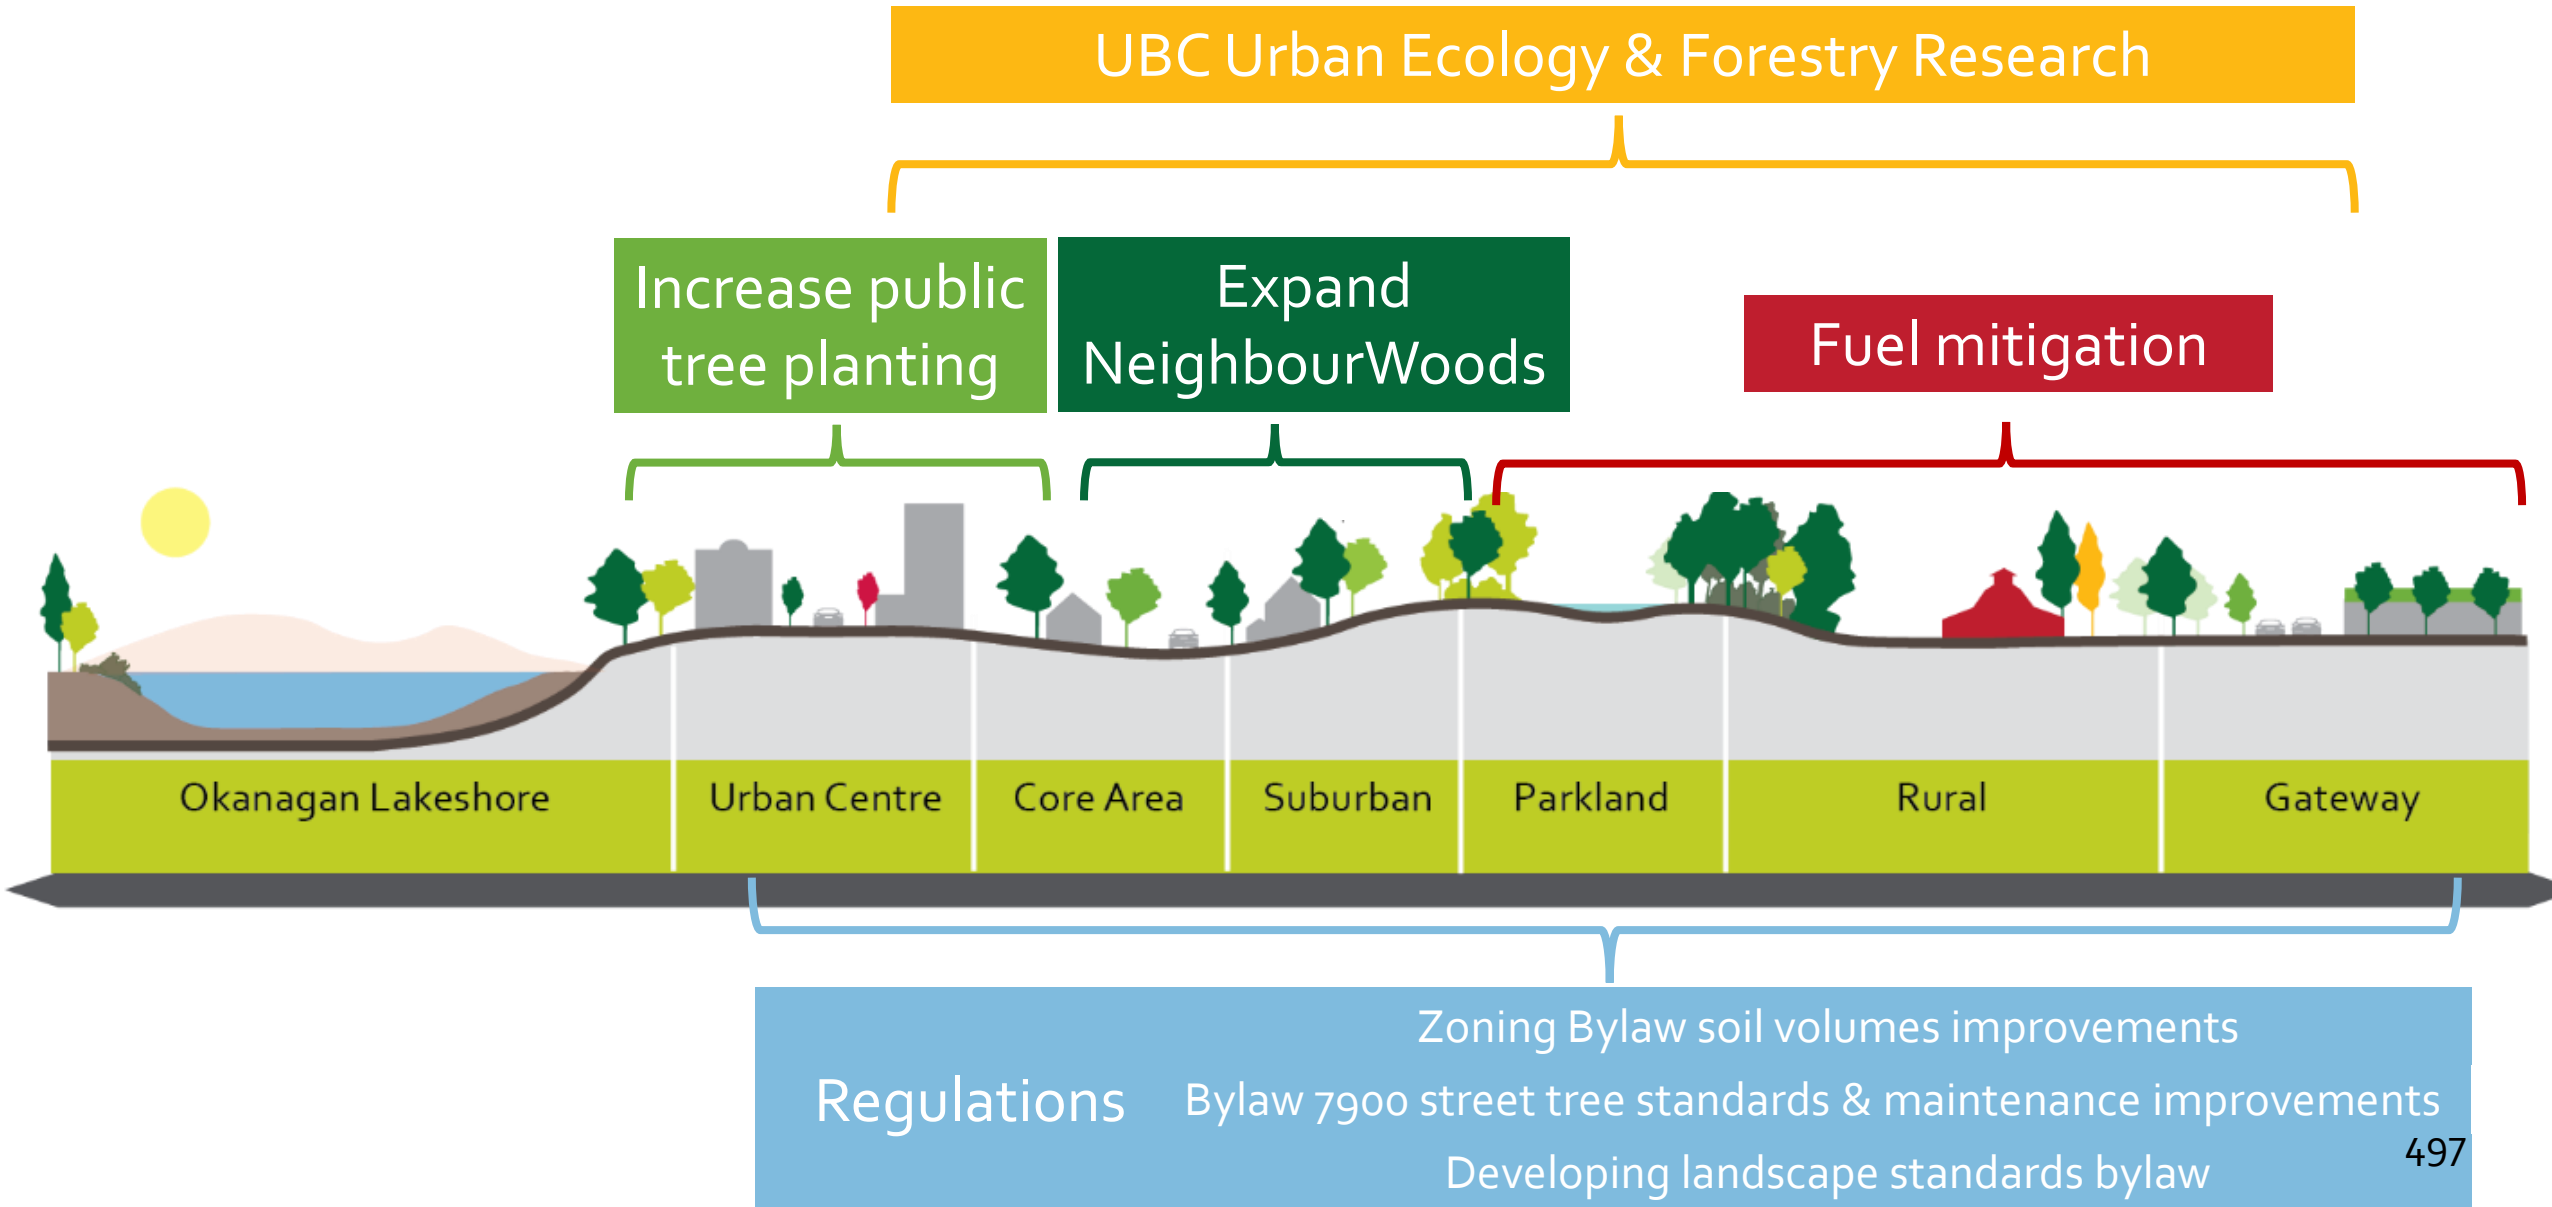 UBC Urban Ecology & Forestry Research
Increase public
tree planting
Expand
NeighbourWoods
Fuel mitigation
Okanagan Lakeshore
Urban Centre
Core Area
Suburban
Parkland
Rural
Gateway
Regulations
Zoning Bylaw soil volumes improvements
Bylaw 7900 street tree standards & maintenance improvements
Developing landscape standards bylaw
497